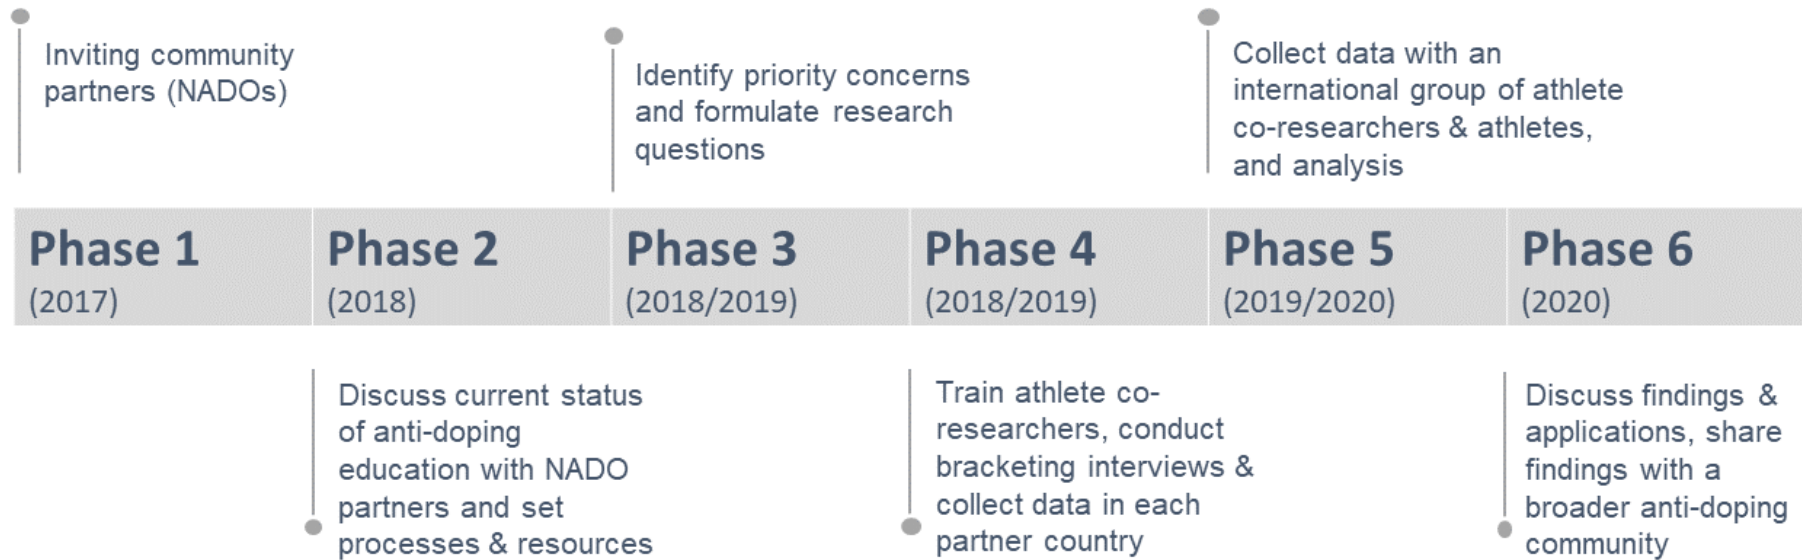 Inviting community
partners (NADOs)
Identify priority concerns
and formulate research
questions
Collect data with an
international group of athlete
co-researchers & athletes,
and analysis
Phase 1
(2017)
Phase 2
(2018)
Phase 3
(2018/2019)
Phase 4
(2018/2019)
Phase 5
(2019/2020)
Phase 6
(2020)
Discuss current status
of anti-doping
education with NADO
partners and set
processes & resources
Train athlete co-
researchers, conduct
bracketing interviews &
collect data in each
partner country
Discuss findings &
applications, share
findings with a
broader anti-doping
community